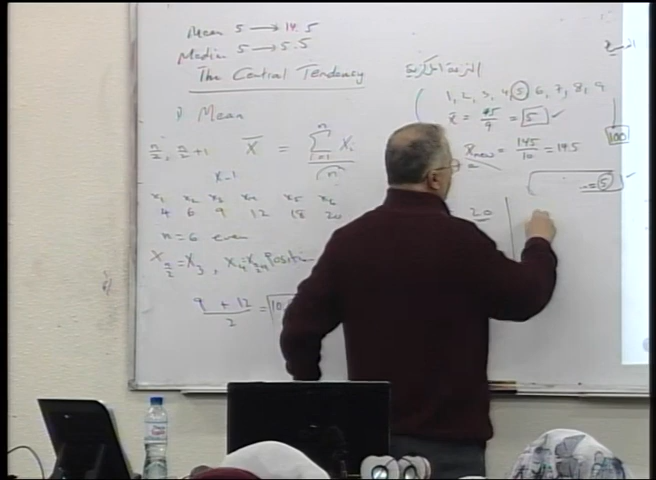 Mean 5 → 14.5
Median 5 → 5.5
The Central Tendency
النزعة المركزية
1) Mean
1, 2, 3, 4, 5, 6, 7, 8, 9
100
x̄ = 45/9 = 5 ✓
x̄new = 145/10 = 14.5
n/2, n/2+1
X̄ = Σ_{i=1}^{n} Xi / n
= 5
x1 x2 x3 x4 x5 x6
4 6 9 12 18 20
20
n=6 even
9 + 12 / 2 =